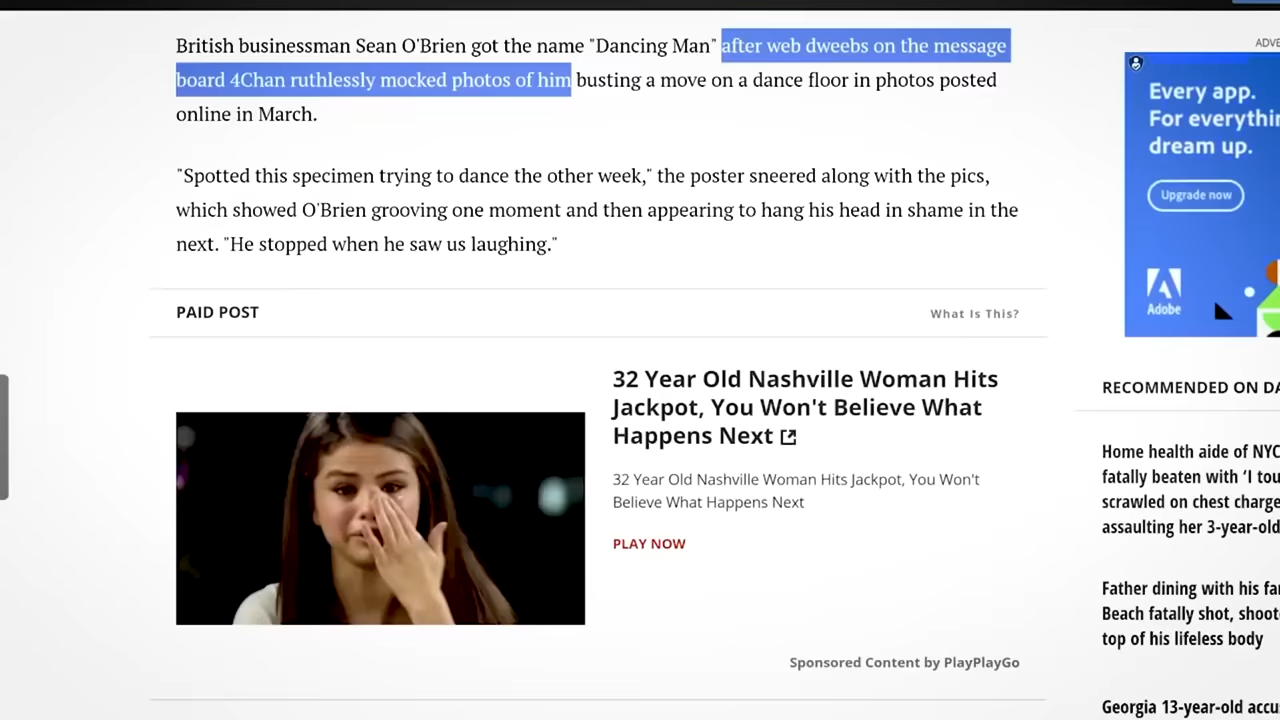 British businessman Sean O'Brien got the name "Dancing Man" after web dweebs on the message
board 4Chan ruthlessly mocked photos of him busting a move on a dance floor in photos posted
online in March.
"Spotted this specimen trying to dance the other week," the poster sneered along with the pics,
which showed O'Brien grooving one moment and then appearing to hang his head in shame in the
next. "He stopped when he saw us laughing."
PAID POST
What Is This?
32 Year Old Nashville Woman Hits
Jackpot, You Won't Believe What
Happens Next
32 Year Old Nashville Woman Hits Jackpot, You Won't
Believe What Happens Next
PLAY NOW
Sponsored Content by PlayPlayGo
ADVE
Every app.
For everythin
dream up.
Upgrade now
Adobe
RECOMMENDED ON DA
Home health aide of NYC
fatally beaten with ‘I tou
scrawled on chest charge
assaulting her 3-year-old
Father dining with his fa
Beach fatally shot, shoot
top of his lifeless body
Georgia 13-year-old accu